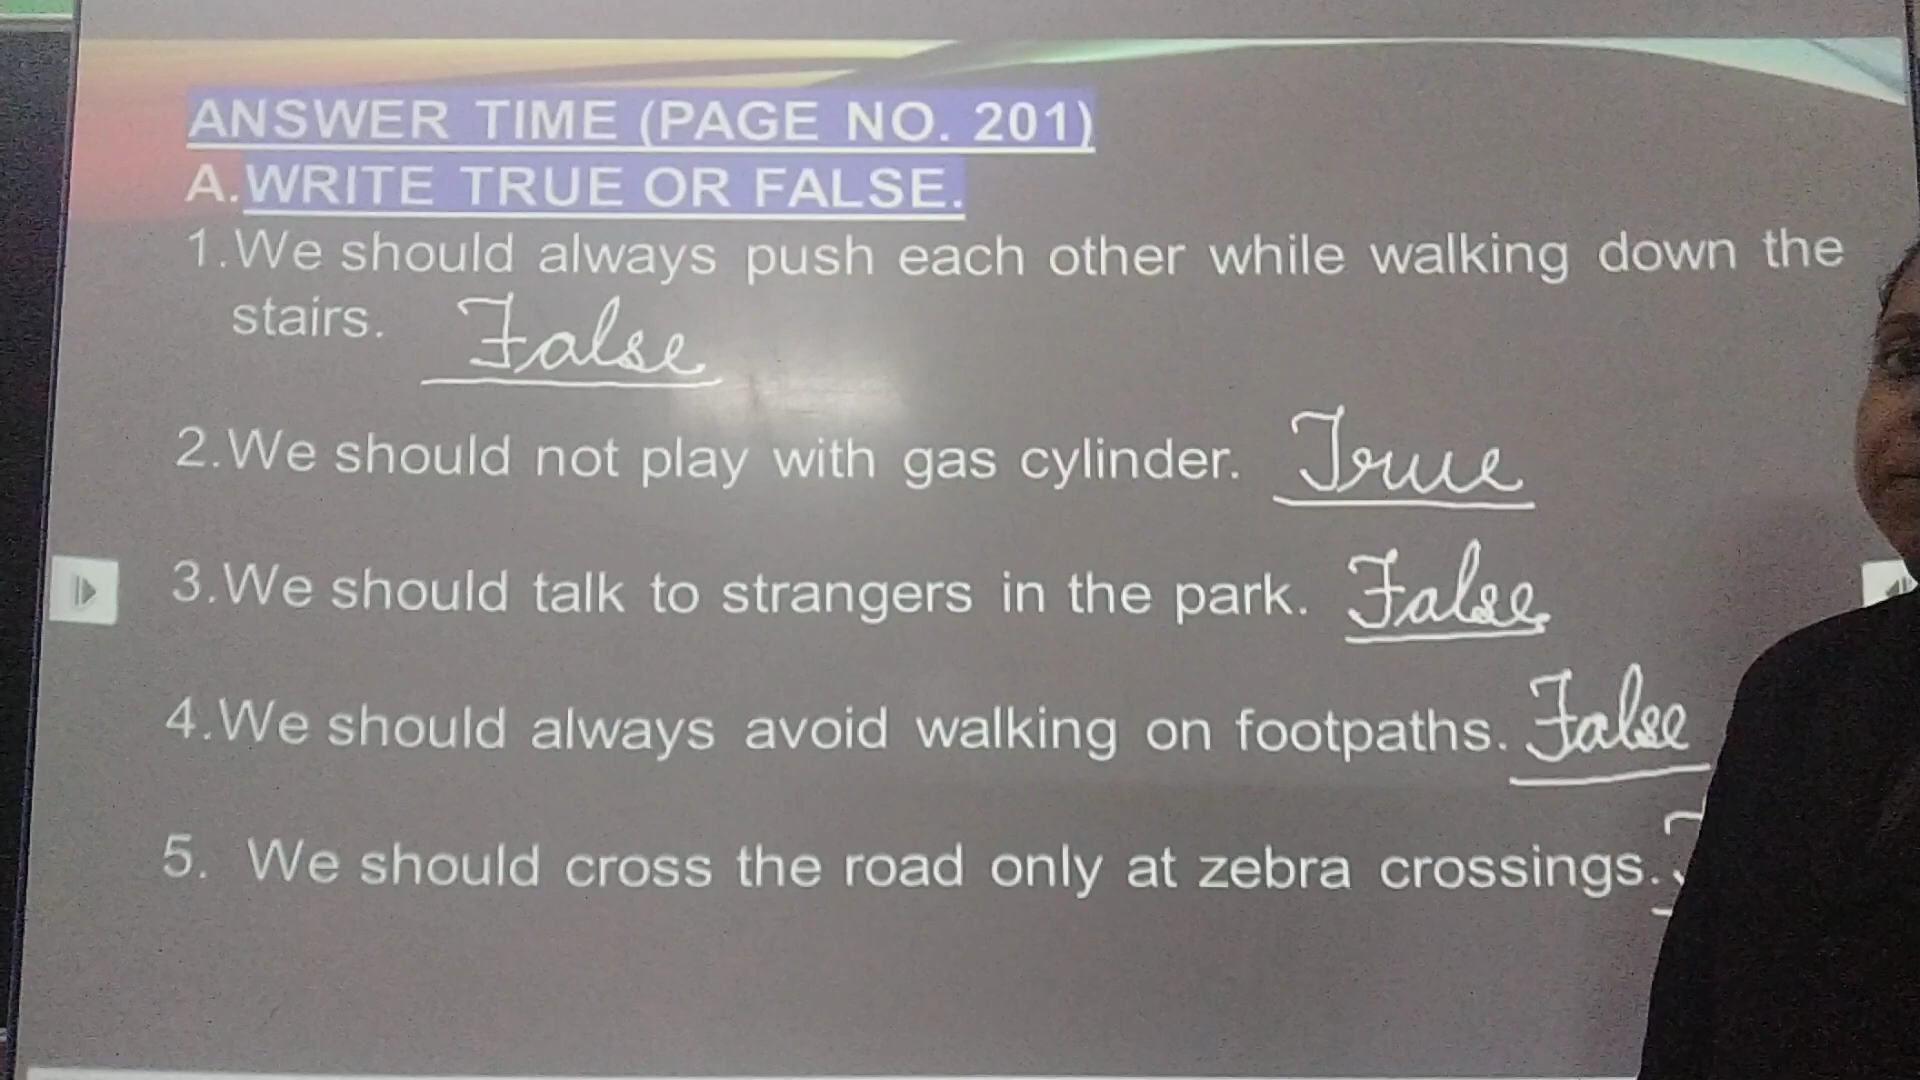 ANSWER TIME (PAGE NO. 201)
A.WRITE TRUE OR FALSE.
1.We should always push each other while walking down the
stairs. False
2.We should not play with gas cylinder. True
3.We should talk to strangers in the park. False
4.We should always avoid walking on footpaths. False
5. We should cross the road only at zebra crossings.